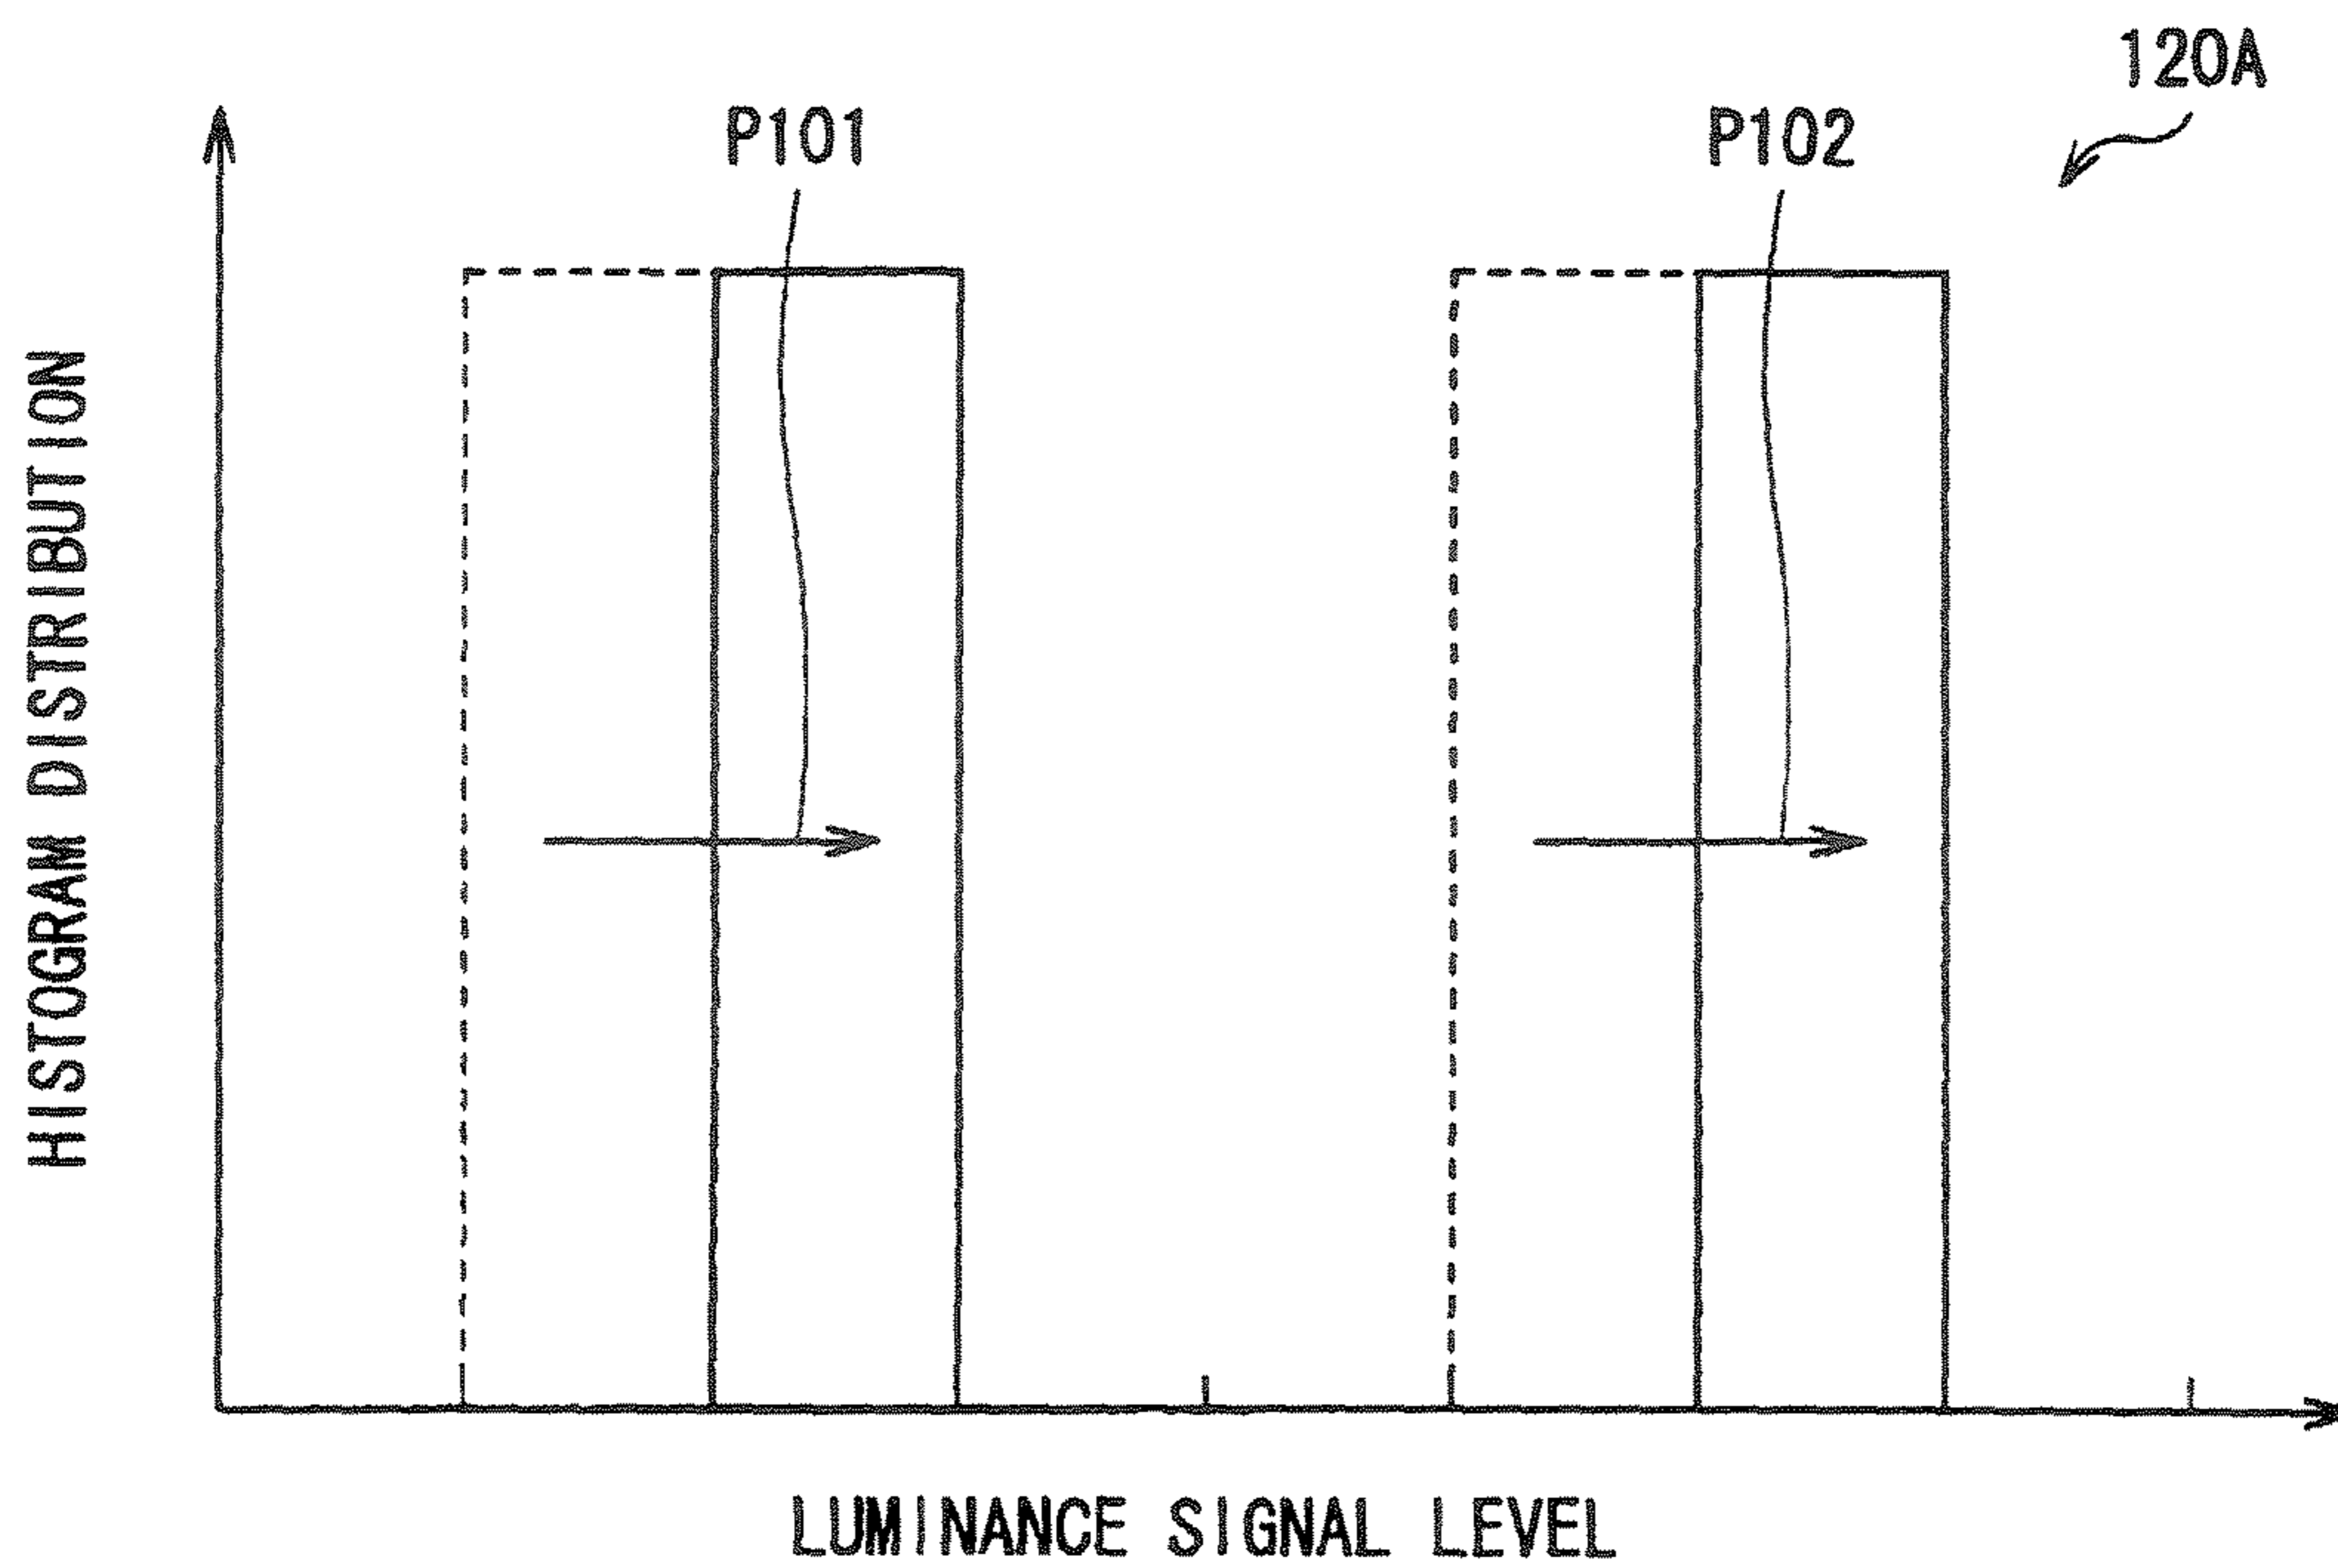 120A
P101
P102
HISTOGRAM DISTRIBUTION
LUMINANCE SIGNAL LEVEL